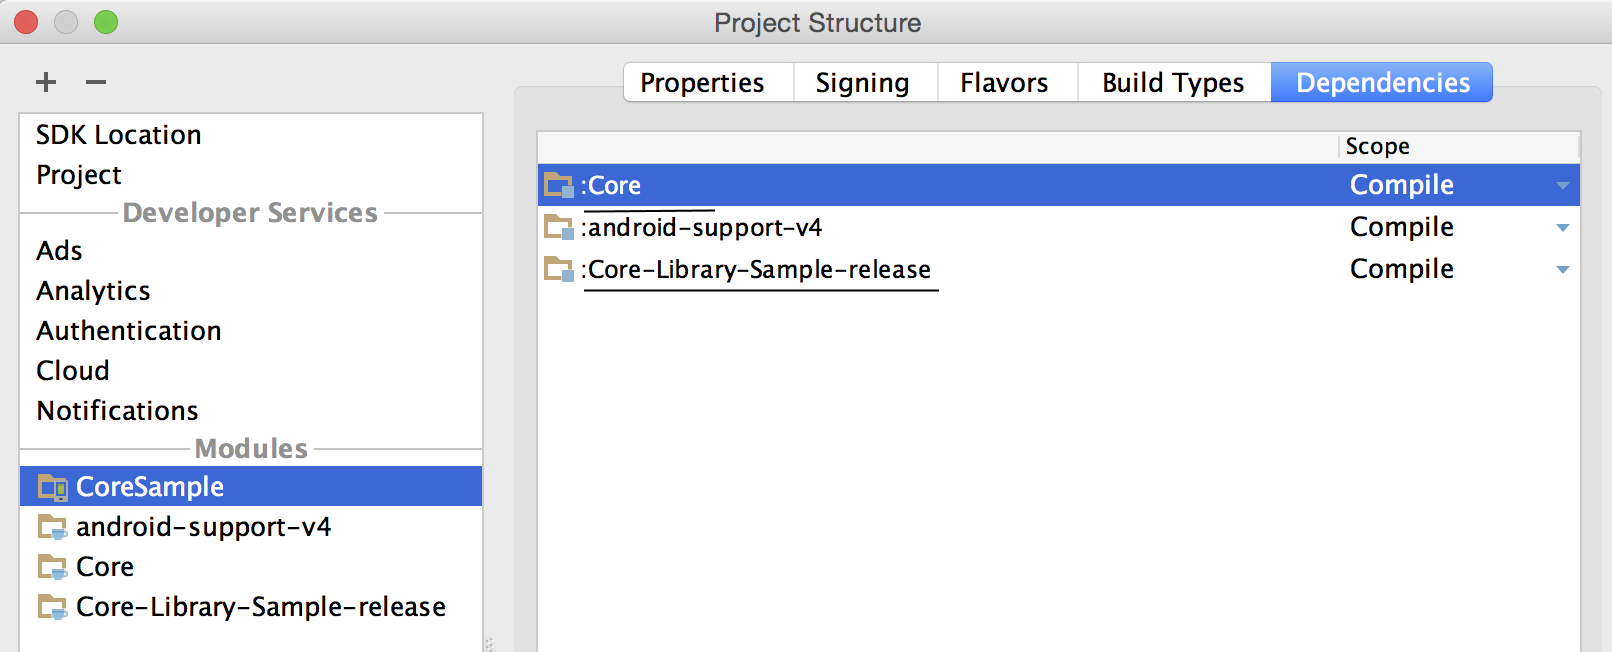 Project Structure
+ −
SDK Location
Project
Developer Services
Ads
Analytics
Authentication
Cloud
Notifications
Modules
CoreSample
android-support-v4
Core
Core-Library-Sample-release
Properties Signing Flavors Build Types Dependencies
Scope
:Core Compile
:android-support-v4 Compile
:Core-Library-Sample-release Compile